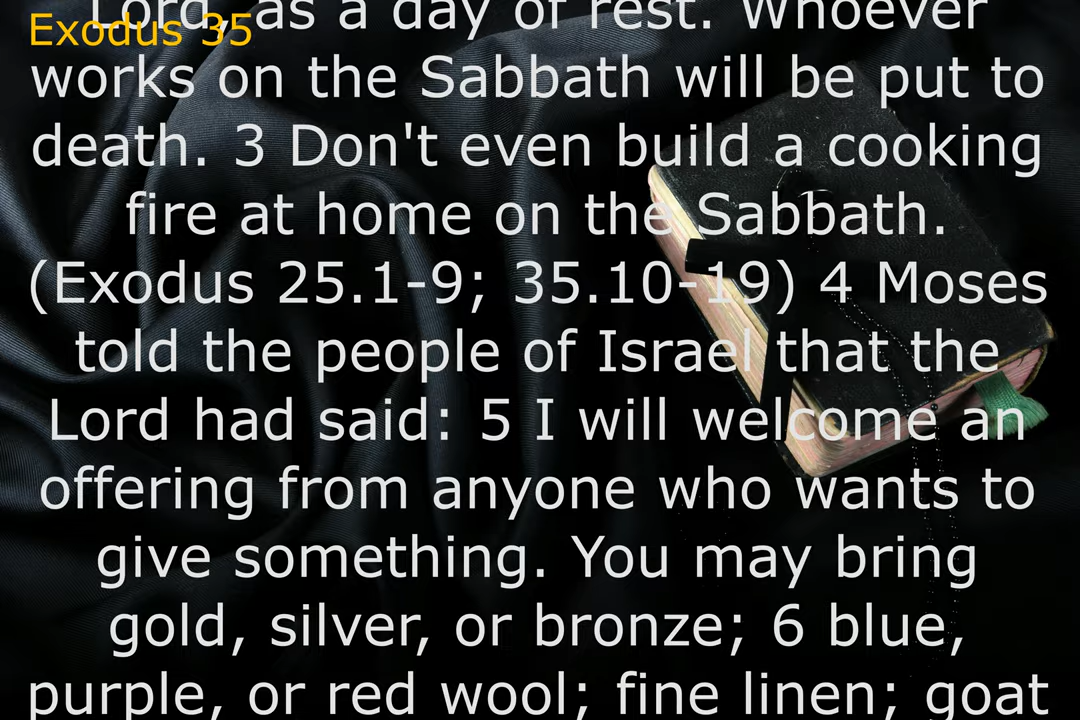 Lord, as a day of rest. Whoever
Exodus 35
works on the Sabbath will be put to
death. 3 Don't even build a cooking
fire at home on the Sabbath.
(Exodus 25.1-9; 35.10-19) 4 Moses
told the people of Israel that the
Lord had said: 5 I will welcome an
offering from anyone who wants to
give something. You may bring
gold, silver, or bronze; 6 blue,
purple, or red wool; fine linen; goat